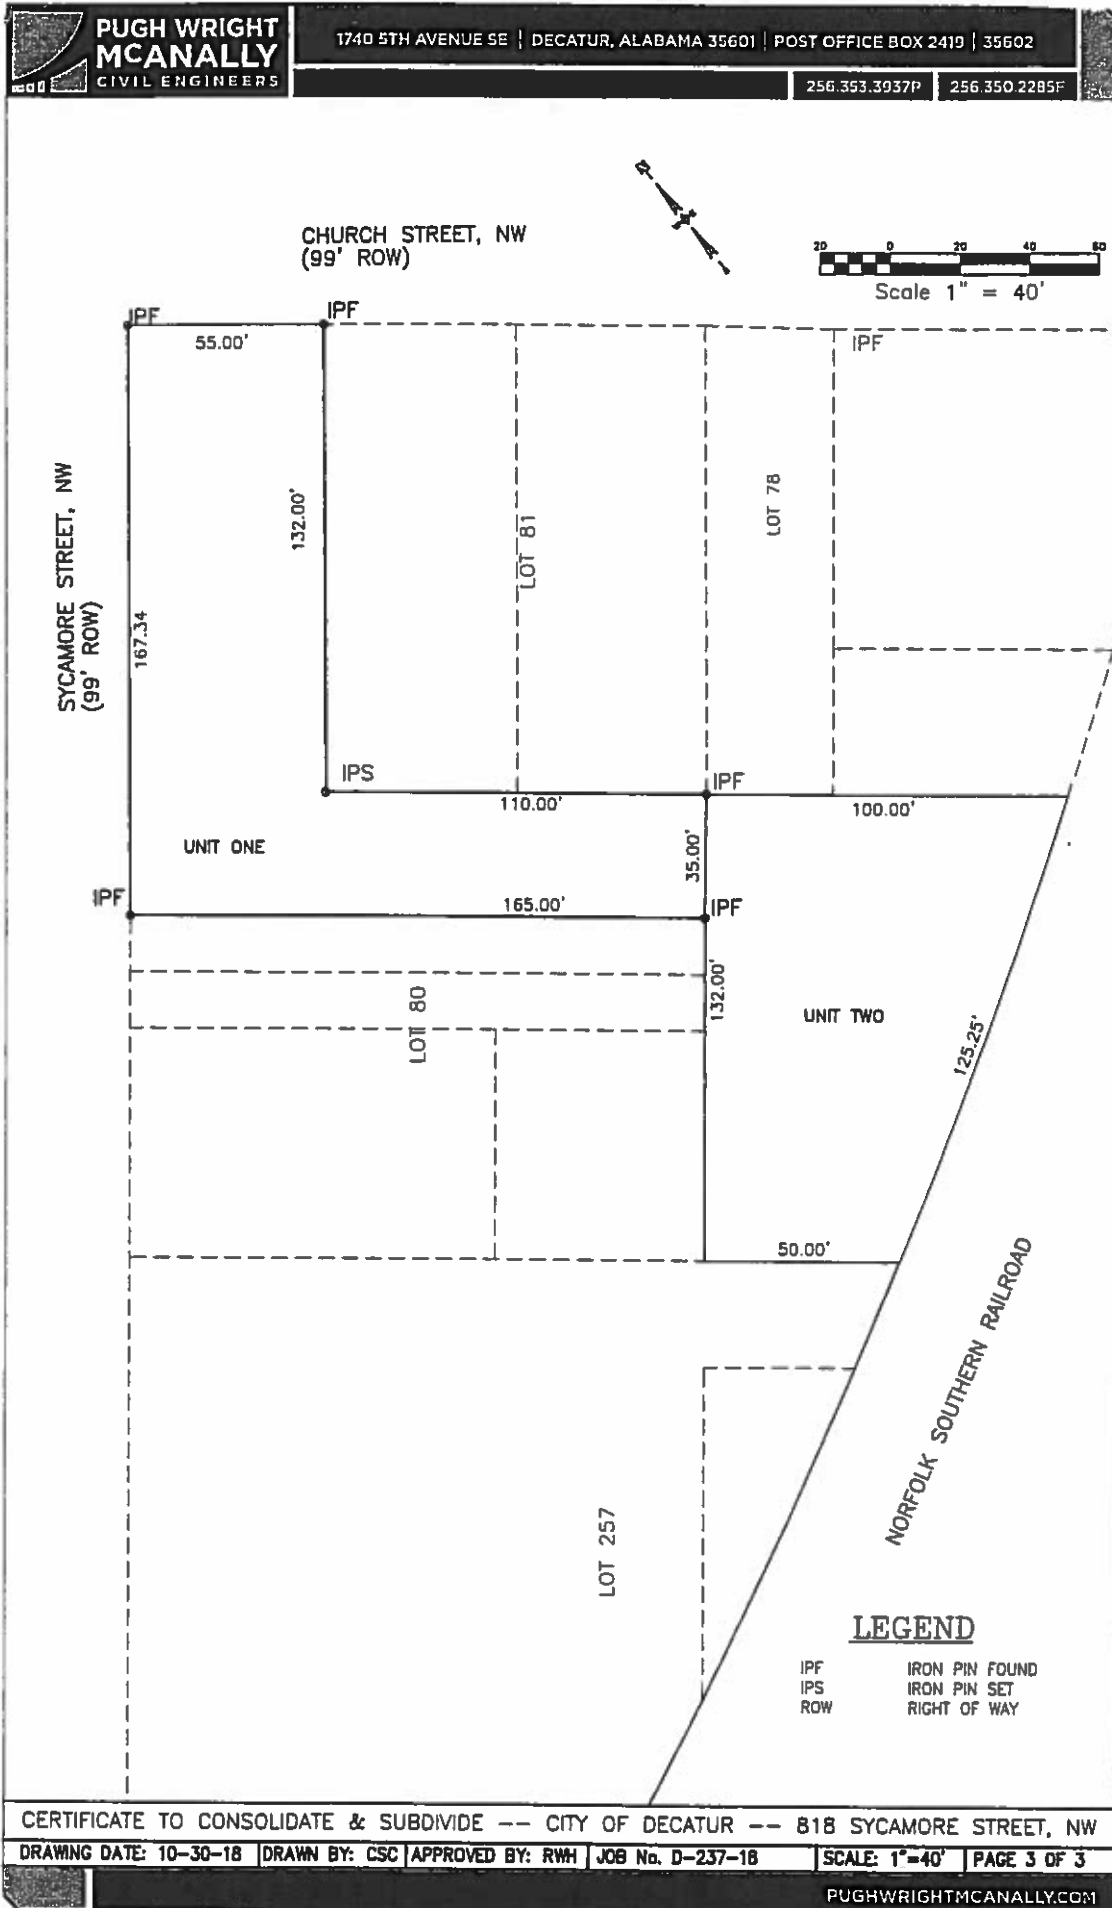 PUGH WRIGHT
MCANALLY
CIVIL ENGINEERS
1740 5TH AVENUE SE | DECATUR, ALABAMA 35601 | POST OFFICE BOX 2419 | 35602
256.353.3937P
256.350.2285F
CHURCH STREET, NW
(99' ROW)
20 0 20 40 60
Scale 1" = 40'
IPF
IPF
IPF
55.00'
SYCAMORE STREET, NW
(99' ROW)
167.34
132.00'
LOT 81
LOT 78
IPS
IPF
110.00'
100.00'
UNIT ONE
35.00'
IPF
165.00'
IPF
LOT 80
132.00'
UNIT TWO
125.25'
50.00'
NORFOLK SOUTHERN RAILROAD
LOT 257
LEGEND
IPF IRON PIN FOUND
IPS IRON PIN SET
ROW RIGHT OF WAY
CERTIFICATE TO CONSOLIDATE & SUBDIVIDE -- CITY OF DECATUR -- 818 SYCAMORE STREET, NW
DRAWING DATE: 10-30-18 DRAWN BY: CSC APPROVED BY: RWH JOB No. D-237-18 SCALE: 1"=40' PAGE 3 OF 3
PUGHWRIGHTMCANALLY.COM